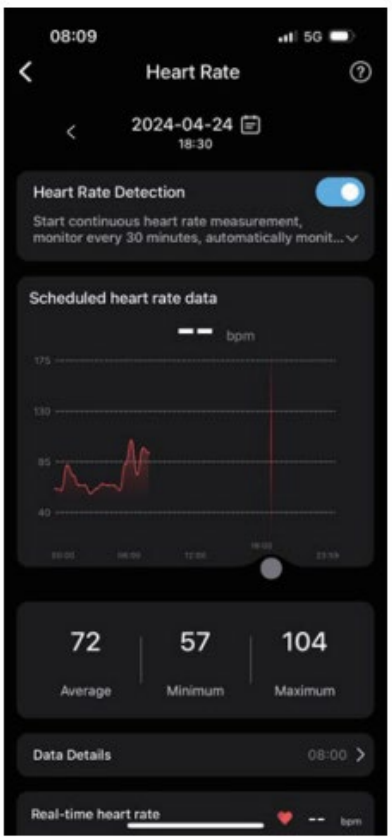 08:09
5G
Heart Rate
2024-04-24
18:30
Heart Rate Detection
Start continuous heart rate measurement,
monitor every 30 minutes, automatically monit...
Scheduled heart rate data
-- bpm
175
130
85
40
00:00 06:00 12:00 18:00 23:59
72 57 104
Average Minimum Maximum
Data Details 08:00
Real-time heart rate -- bpm